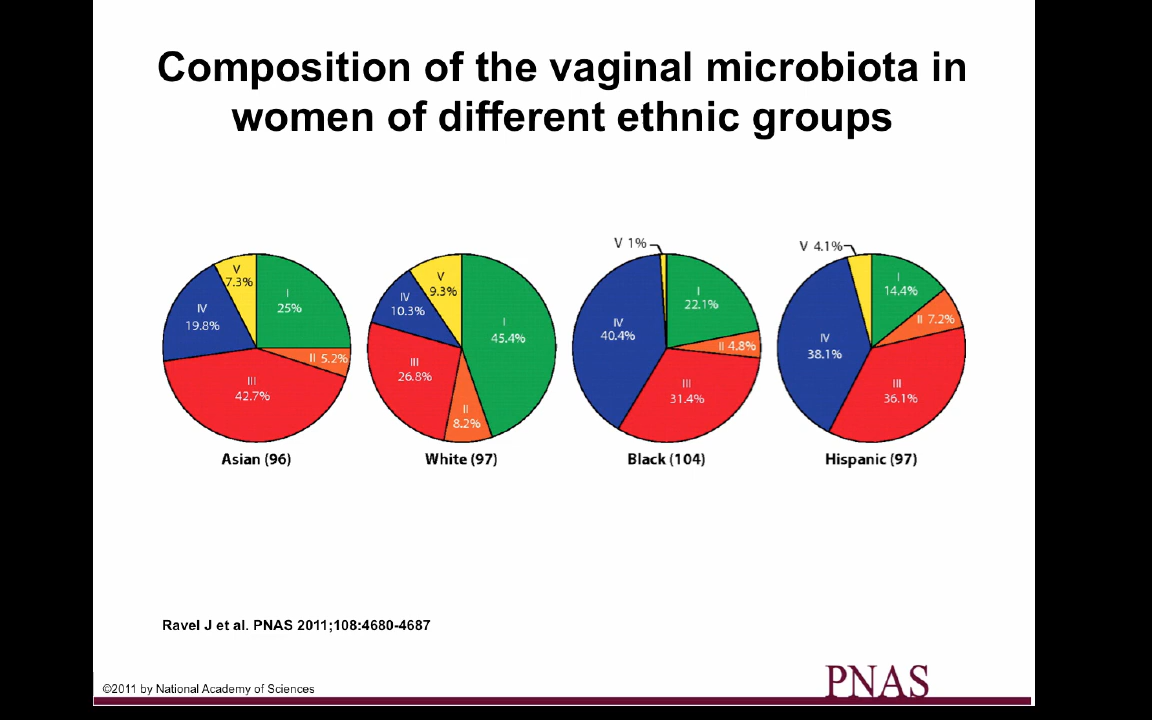 Composition of the vaginal microbiota in
women of different ethnic groups
V
7.3%
I
25%
IV
19.8%
II 5.2%
III
42.7%
Asian (96)
V
9.3%
IV
10.3%
I
45.4%
III
26.8%
II
8.2%
White (97)
V 1%
I
22.1%
IV
40.4%
II 4.8%
III
31.4%
Black (104)
V 4.1%
I
14.4%
II 7.2%
IV
38.1%
III
36.1%
Hispanic (97)
Ravel J et al. PNAS 2011;108:4680-4687
©2011 by National Academy of Sciences
PNAS